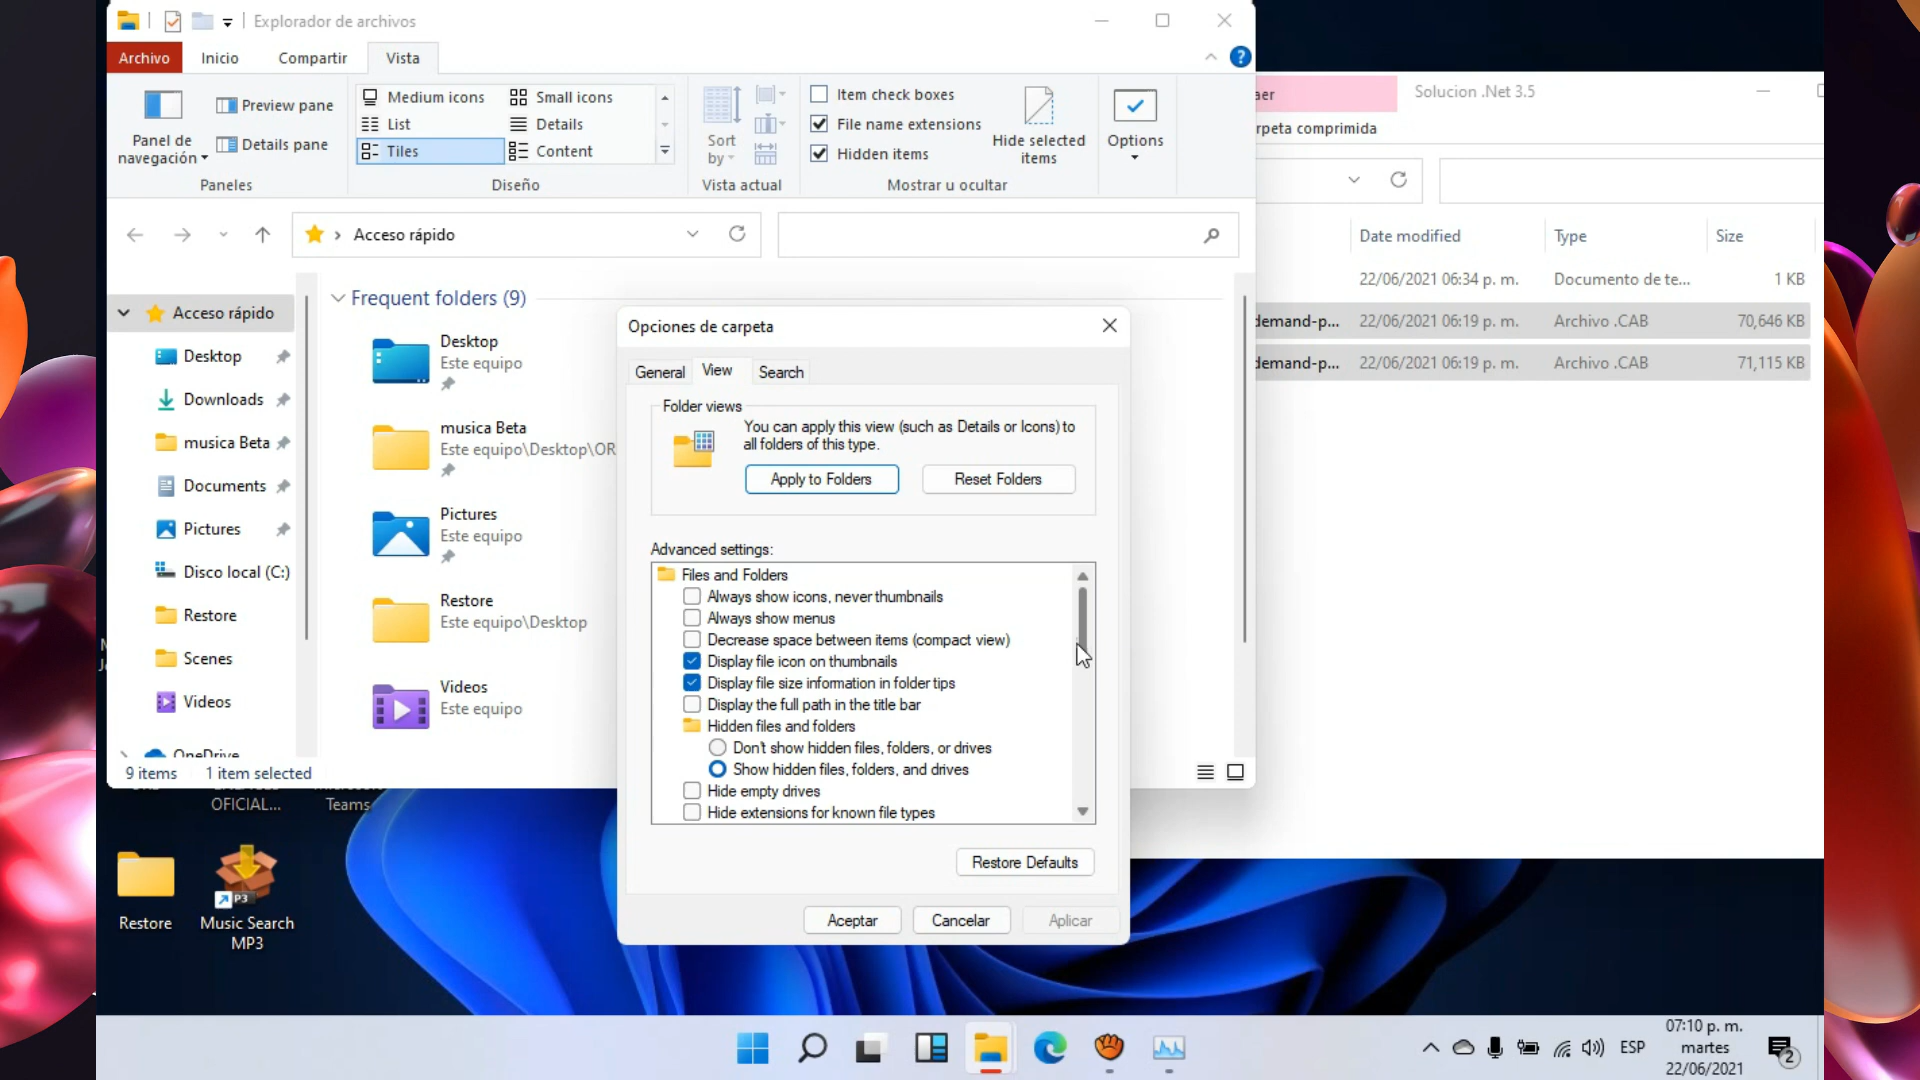 Explorador de archivos
Archivo
Inicio
Compartir
Vista
Panel de
navegación
Preview pane
Details pane
Paneles
Medium icons
Small icons
List
Details
Tiles
Content
Diseño
Sort
by
Vista actual
Item check boxes
File name extensions
Hidden items
Hide selected
items
Mostrar u ocultar
Options
Acceso rápido
Acceso rápido
Desktop
Downloads
musica Beta
Documents
Pictures
Disco local (C:)
Restore
Scenes
Videos
OneDrive
Frequent folders (9)
Desktop
Este equipo
musica Beta
Este equipo\Desktop\OR
Pictures
Este equipo
Restore
Este equipo\Desktop
Videos
Este equipo
9 items
1 item selected
aer
Solucion .Net 3.5
rpeta comprimida
Date modified
Type
Size
22/06/2021 06:34 p. m.
Documento de te...
1 KB
demand-p...
22/06/2021 06:19 p. m.
Archivo .CAB
70,646 KB
demand-p...
22/06/2021 06:19 p. m.
Archivo .CAB
71,115 KB
Opciones de carpeta
General
View
Search
Folder views
You can apply this view (such as Details or Icons) to
all folders of this type.
Apply to Folders
Reset Folders
Advanced settings:
Files and Folders
Always show icons, never thumbnails
Always show menus
Decrease space between items (compact view)
Display file icon on thumbnails
Display file size information in folder tips
Display the full path in the title bar
Hidden files and folders
Don't show hidden files, folders, or drives
Show hidden files, folders, and drives
Hide empty drives
Hide extensions for known file types
Restore Defaults
Aceptar
Cancelar
Aplicar
OFICIAL...
Teams
Restore
P3
Music Search
MP3
ESP
07:10 p. m.
martes
22/06/2021
2